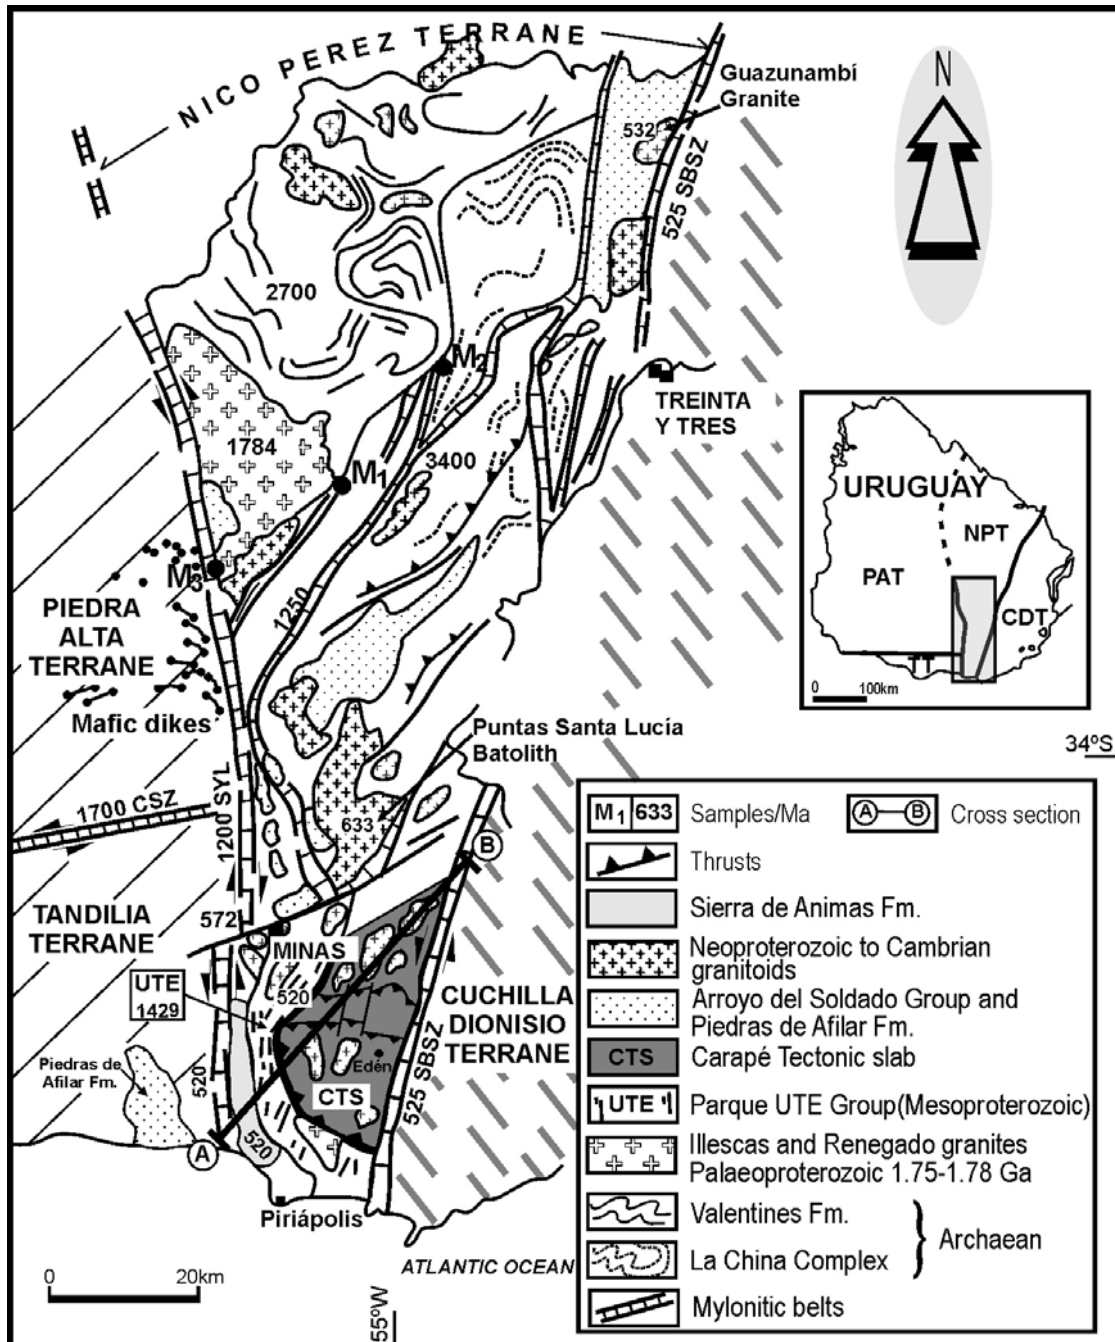 NICO PEREZ TERRANE
N
Guazunambí
Granite
532
525 SBSZ
2700
M2
TREINTA
Y TRES
1784
M1
3400
URUGUAY
NPT
PAT
CDT
TT
0 100km
M3
1250
PIEDRA
ALTA
TERRANE
Mafic dikes
Puntas Santa Lucía
Batolith
34ºS
1700 CSZ
1200 SYL
633
B
572
TANDILIA
TERRANE
MINAS
UTE
1429
520
CUCHILLA
DIONISIO
TERRANE
Edén
CTS
525 SBSZ
Piedras de
Afilar Fm.
520
A
520
Piriápolis
ATLANTIC OCEAN
0 20km
55ºW
M1 633 Samples/Ma
A B Cross section
Thrusts
Sierra de Animas Fm.
Neoproterozoic to Cambrian
granitoids
Arroyo del Soldado Group and
Piedras de Afilar Fm.
CTS Carapé Tectonic slab
UTE Parque UTE Group(Mesoproterozoic)
Illescas and Renegado granites
Palaeoproterozoic 1.75-1.78 Ga
Valentines Fm.
La China Complex
Archaean
Mylonitic belts